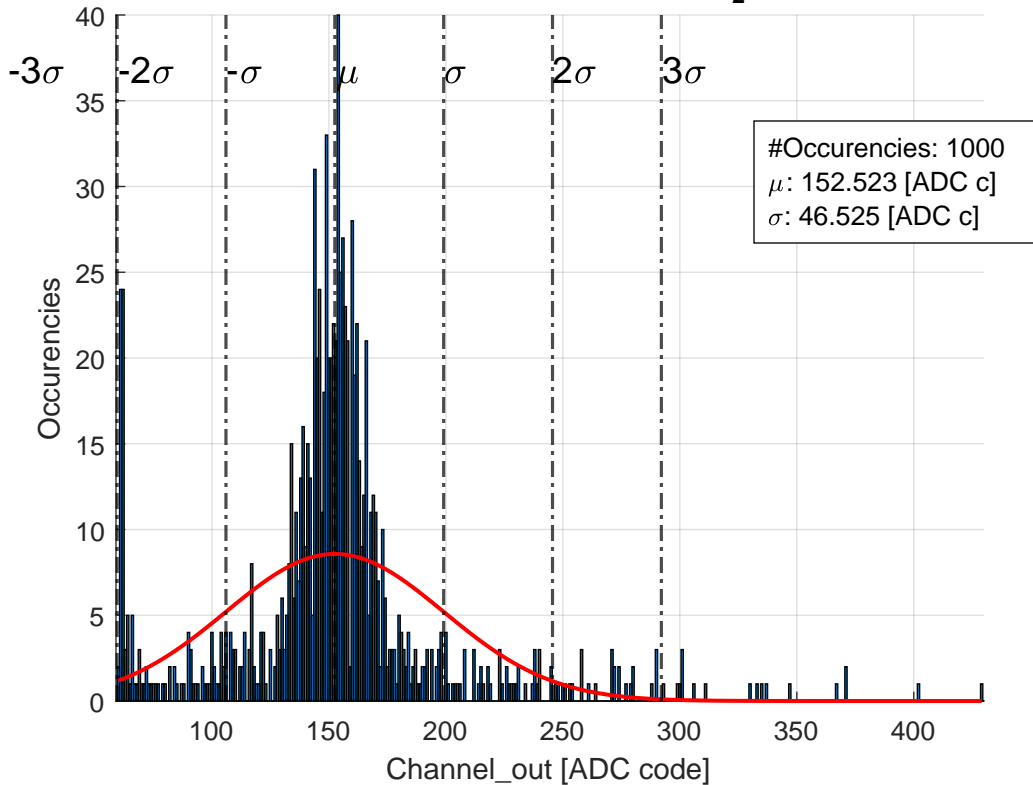 2
40
-3σ -2σ -σ μ σ 2σ 3σ
35
#Occurencies: 1000
μ: 152.523 [ADC c]
σ: 46.525 [ADC c]
30
25
20
15
10
5
0
Occurencies
100 150 200 250 300 350 400
Channel_out [ADC code]